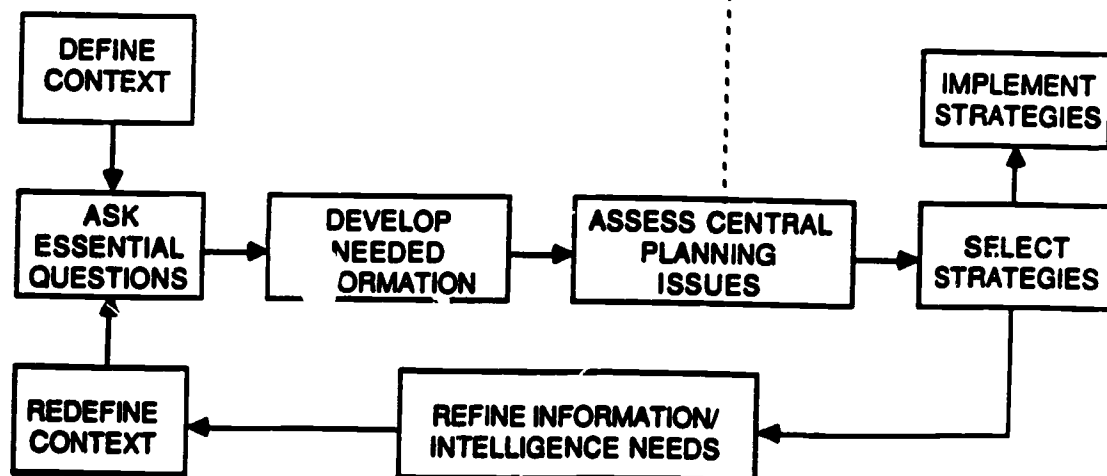 DEFINE
CONTEXT
IMPLEMENT
STRATEGIES
ASK
ESSENTIAL
QUESTIONS
DEVELOP
NEEDED
ORMATION
ASSESS CENTRAL
PLANNING
ISSUES
SELECT
STRATEGIES
REDEFINE
CONTEXT
REFINE INFORMATION/
INTELLIGENCE NEEDS